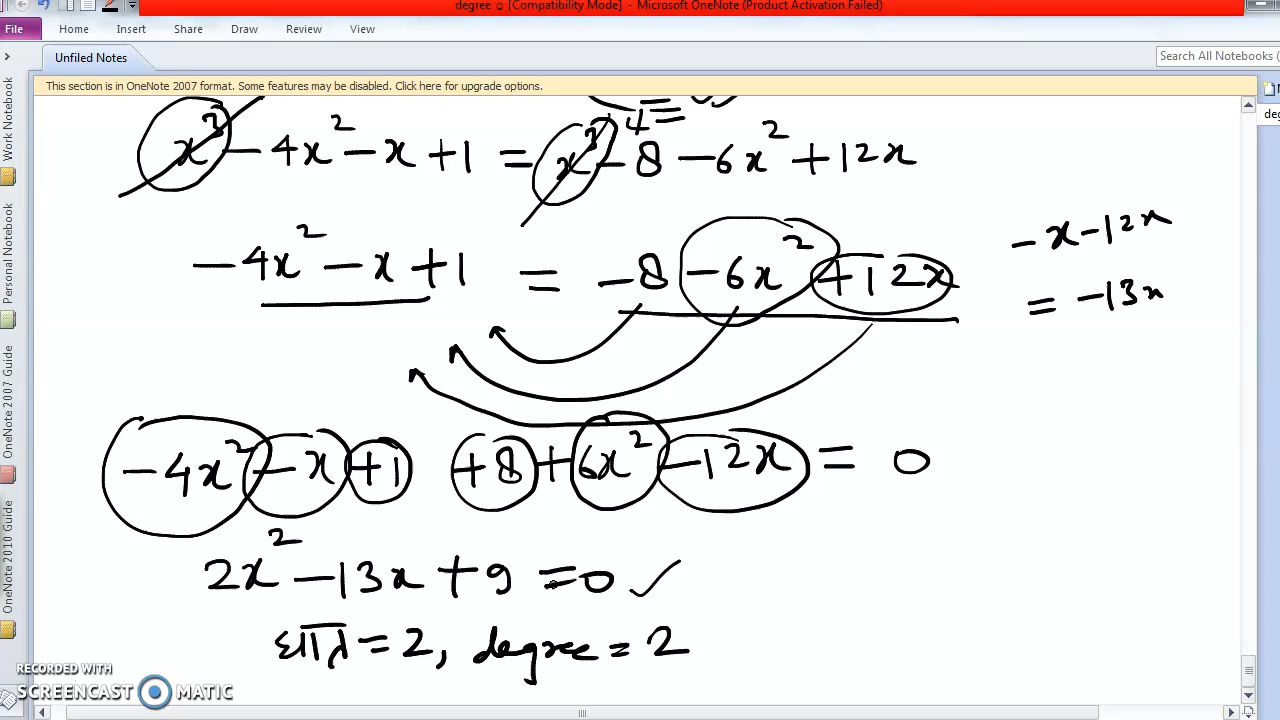 degree ☺ [Compatibility Mode] - Microsoft OneNote (Product Activation Failed)
File Home Insert Share Draw Review View
Unfiled Notes
Search All Notebooks (
This section is in OneNote 2007 format. Some features may be disabled. Click here for upgrade options.
deg
Work Notebook
Personal Notebook
OneNote 2007 Guide
OneNote 2010 Guide
4
x³ - 4x² - x + 1 = x³ - 8 - 6x² + 12x
- 4x² - x + 1 = - 8 - 6x² + 12x
- x - 12x
= - 13x
- 4x² - x + 1 + 8 + 6x² - 12x = 0
2x² - 13x + 9 = 0 ✓
= 2, degree = 2
RECORDED WITH
SCREENCAST MATIC